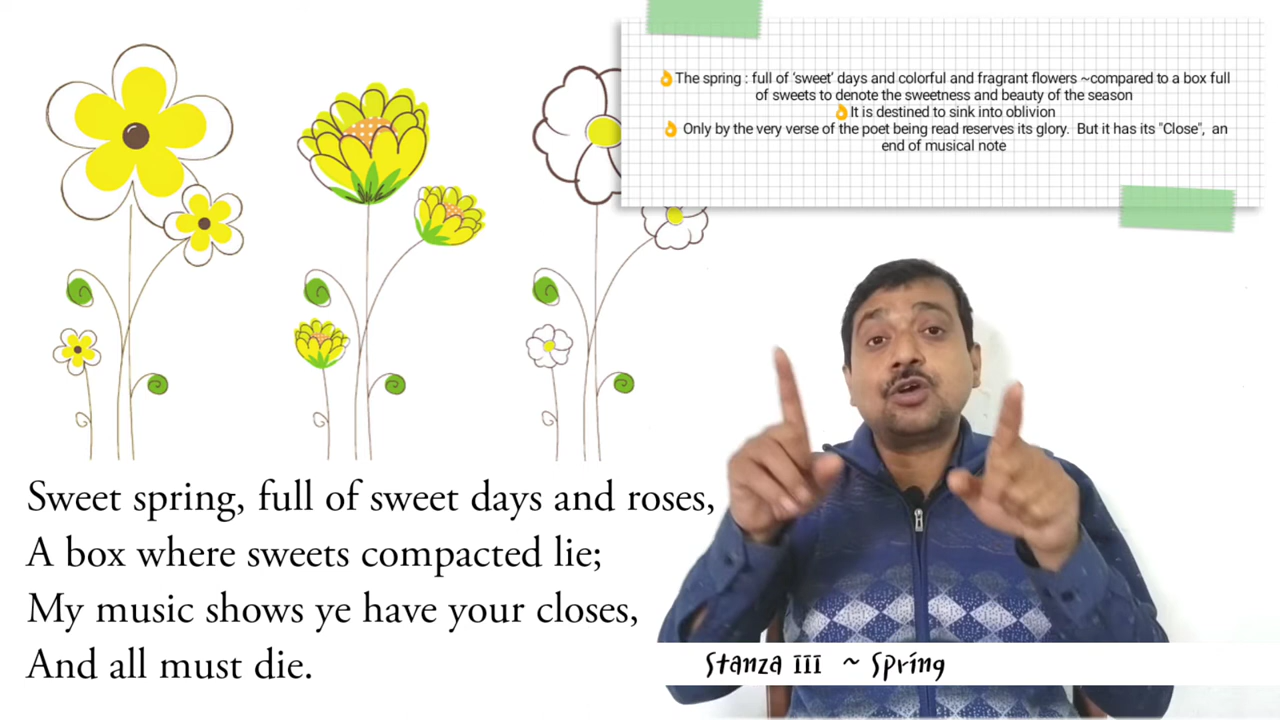 👌The spring : full of 'sweet' days and colorful and fragrant flowers ~compared to a box full
of sweets to denote the sweetness and beauty of the season
👌It is destined to sink into oblivion
👌 Only by the very verse of the poet being read reserves its glory. But it has its "Close", an
end of musical note
Sweet spring, full of sweet days and roses,
A box where sweets compacted lie;
My music shows ye have your closes,
And all must die.
Stanza III ~ Spring